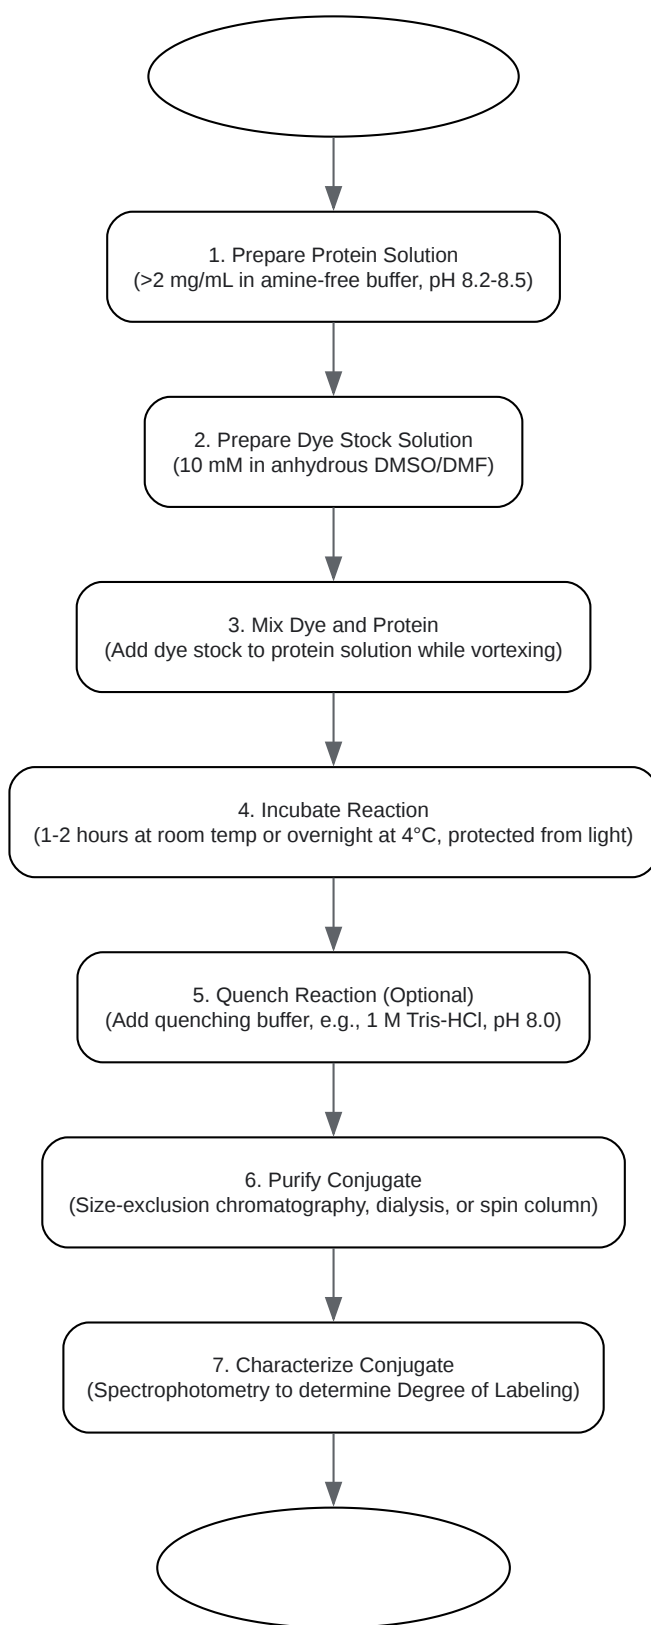 1. Prepare Protein Solution
(>2 mg/mL in amine-free buffer, pH 8.2-8.5)
2. Prepare Dye Stock Solution
(10 mM in anhydrous DMSO/DMF)
3. Mix Dye and Protein
(Add dye stock to protein solution while vortexing)
4. Incubate Reaction
(1-2 hours at room temp or overnight at 4°C, protected from light)
5. Quench Reaction (Optional)
(Add quenching buffer, e.g., 1 M Tris-HCl, pH 8.0)
6. Purify Conjugate
(Size-exclusion chromatography, dialysis, or spin column)
7. Characterize Conjugate
(Spectrophotometry to determine Degree of Labeling)